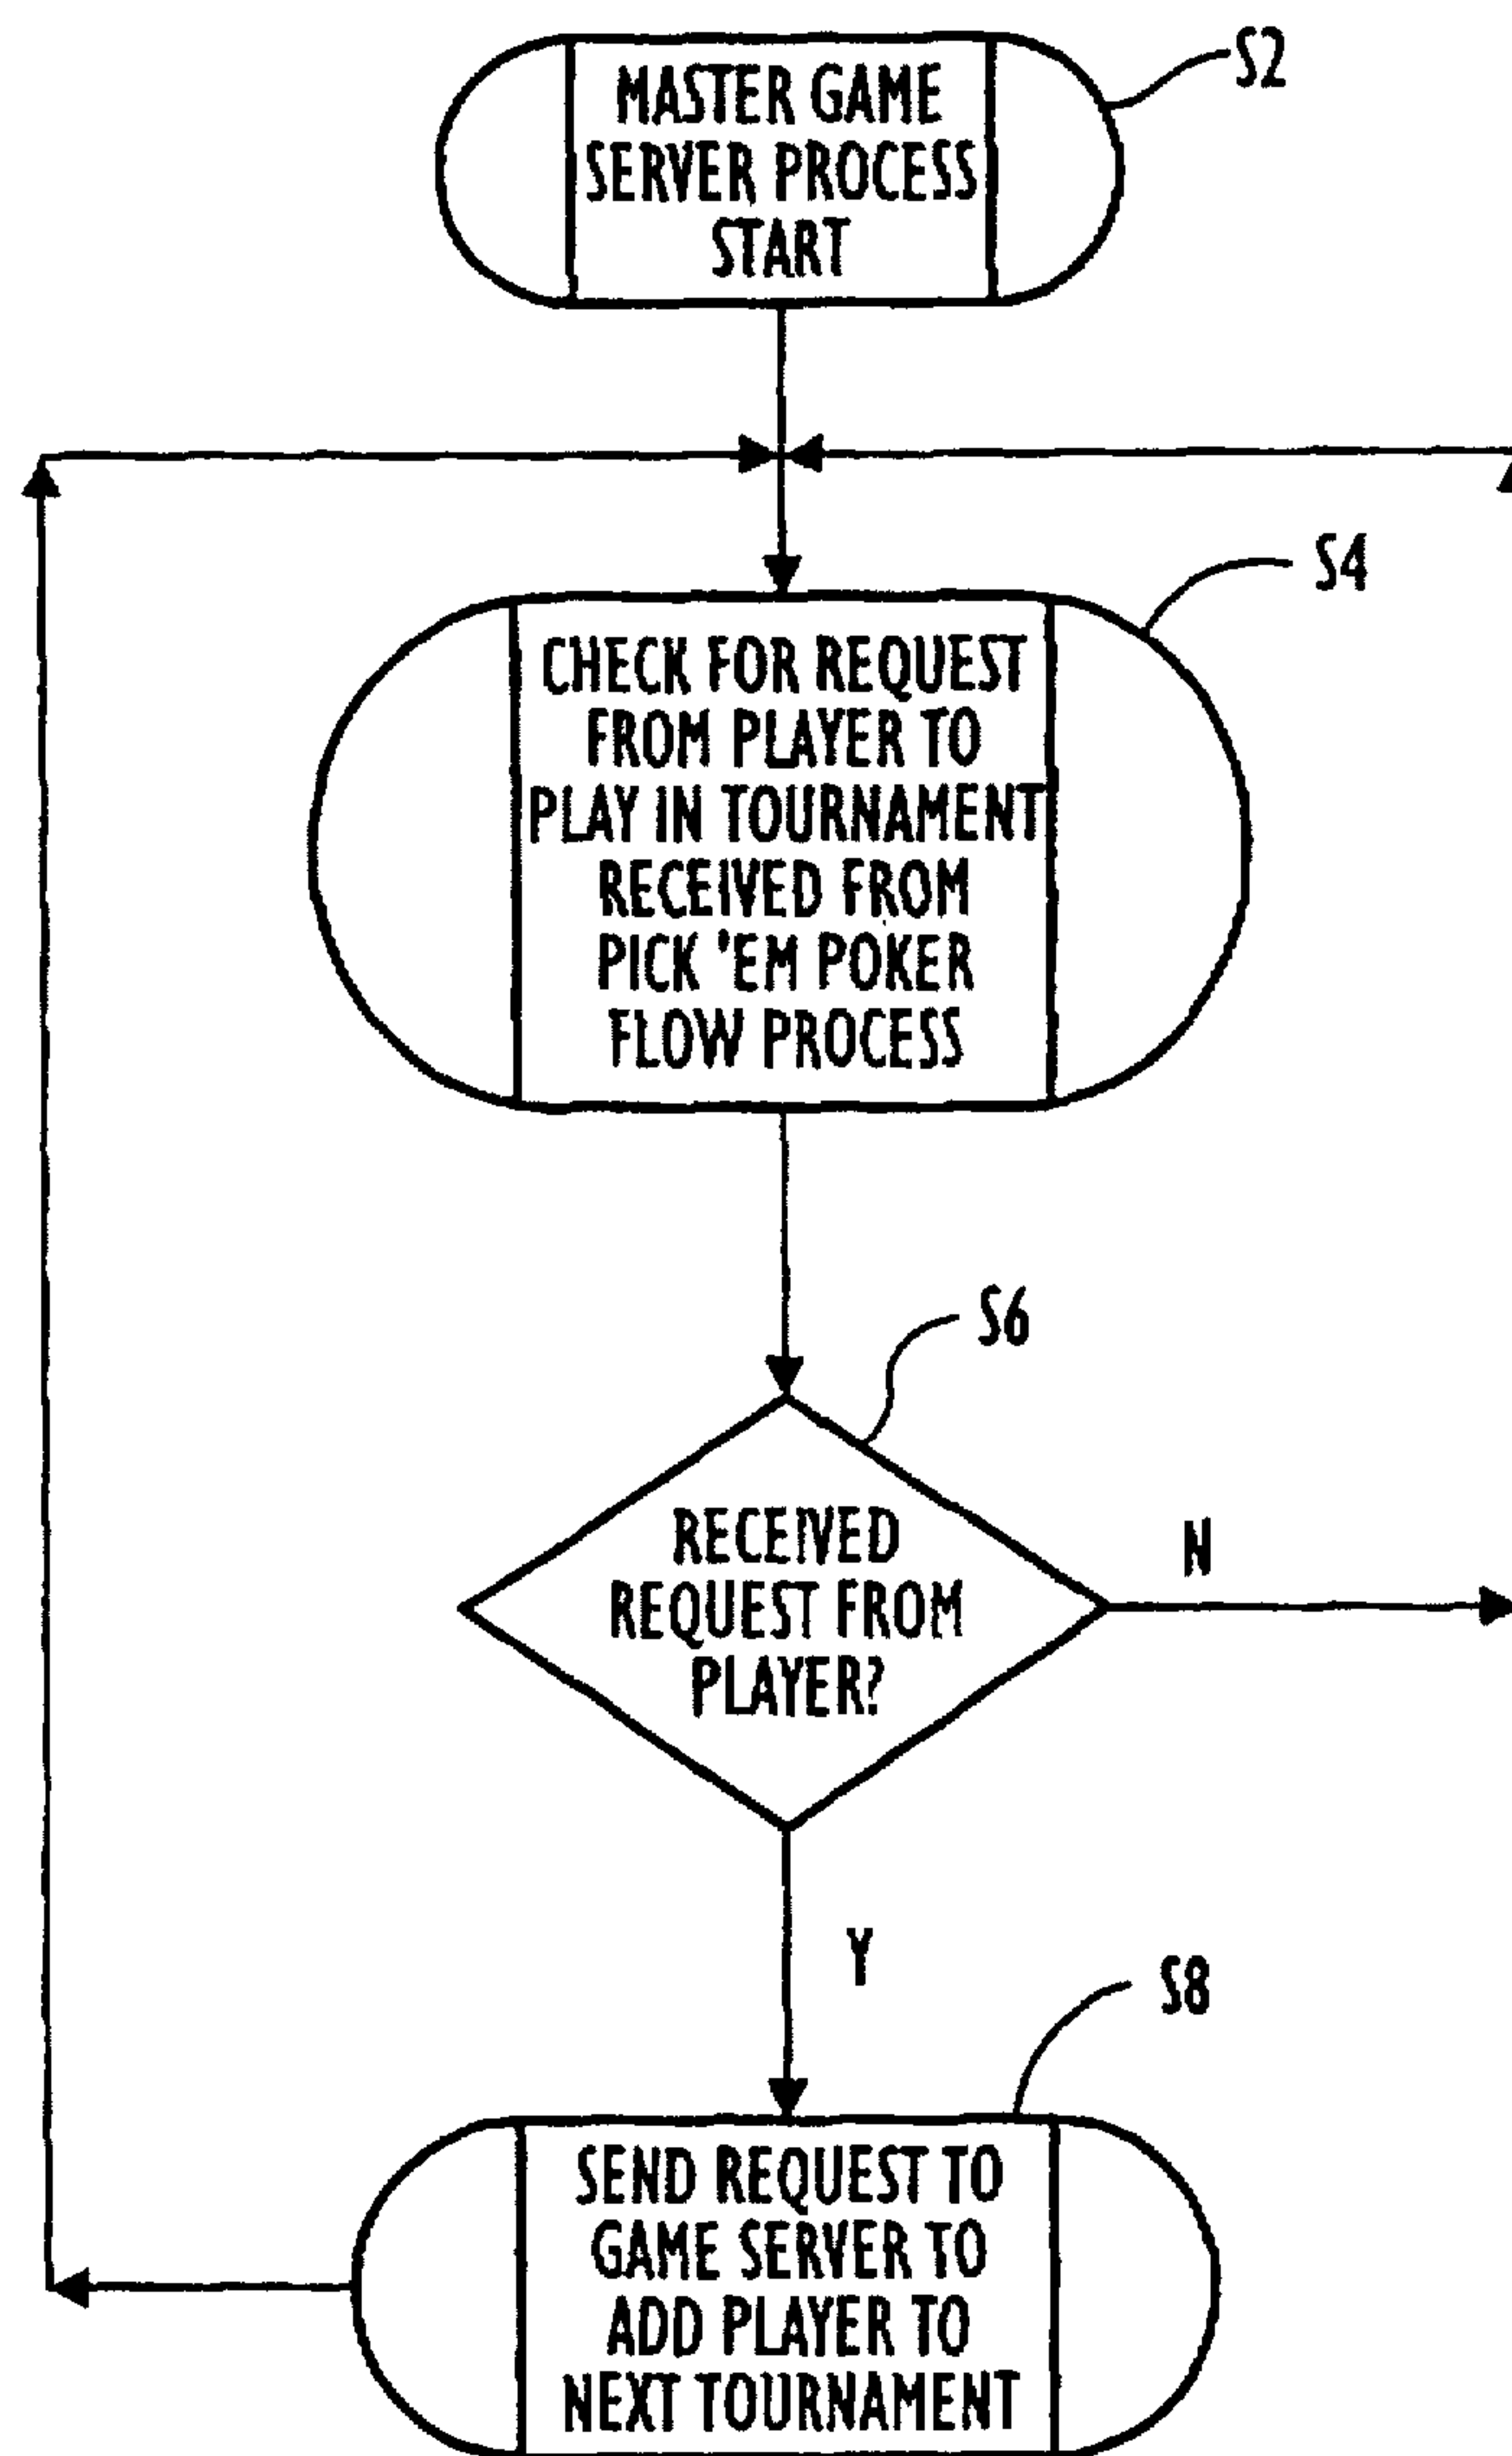 S2
MASTER GAME
SERVER PROCESS
START
S4
CHECK FOR REQUEST
FROM PLAYER TO
PLAY IN TOURNAMENT
RECEIVED FROM
PICK 'EM POKER
FLOW PROCESS
S6
RECEIVED
REQUEST FROM
PLAYER?
N
Y
S8
SEND REQUEST TO
GAME SERVER TO
ADD PLAYER TO
NEXT TOURNAMENT